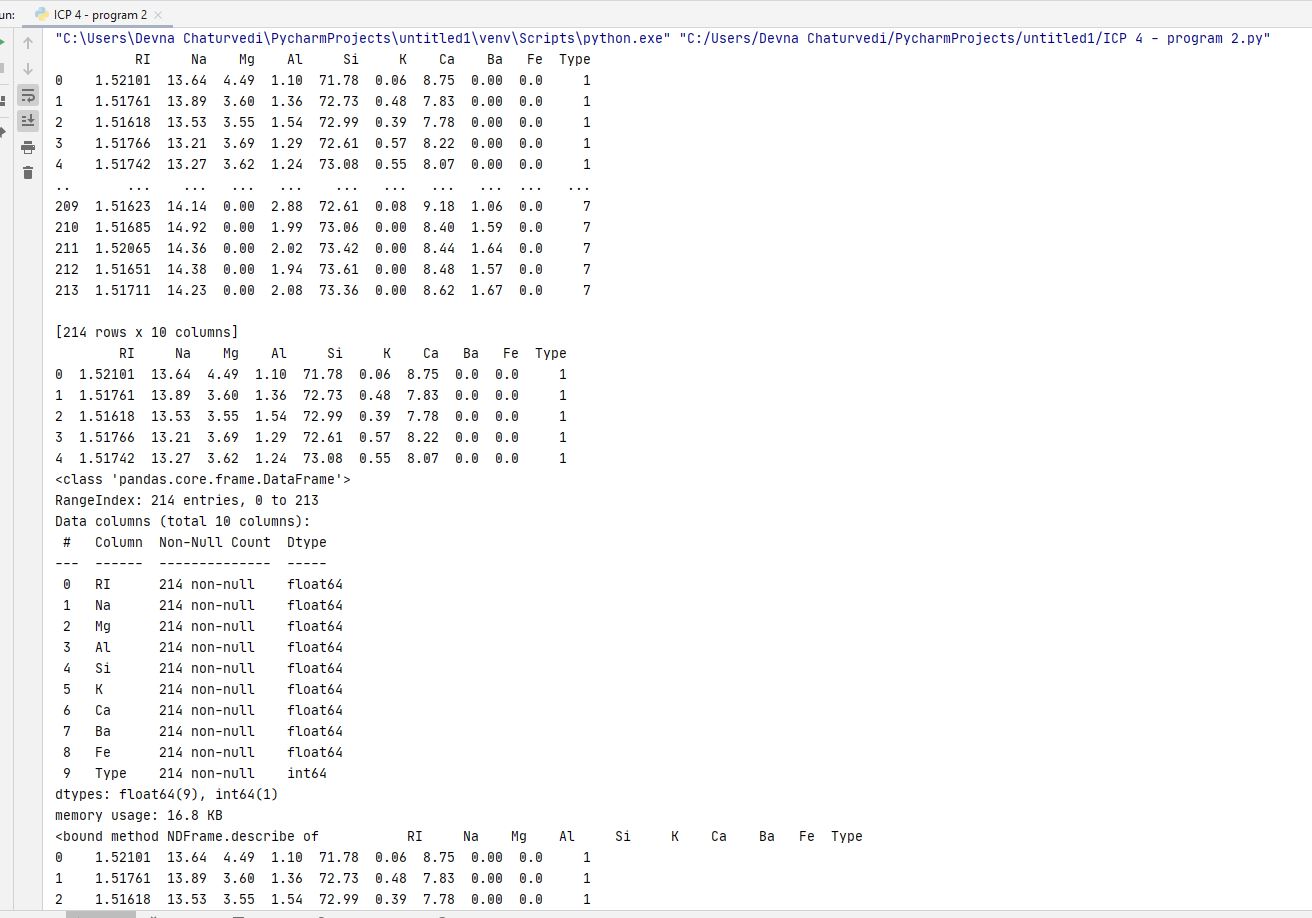 un:
ICP 4 - program 2
"C:\Users\Devna Chaturvedi\PycharmProjects\untitled1\venv\Scripts\python.exe" "C:/Users/Devna Chaturvedi/PycharmProjects/untitled1/ICP 4 - program 2.py"
          RI     Na    Mg    Al     Si     K    Ca    Ba   Fe  Type
0    1.52101  13.64  4.49  1.10  71.78  0.06  8.75  0.00  0.0     1
1    1.51761  13.89  3.60  1.36  72.73  0.48  7.83  0.00  0.0     1
2    1.51618  13.53  3.55  1.54  72.99  0.39  7.78  0.00  0.0     1
3    1.51766  13.21  3.69  1.29  72.61  0.57  8.22  0.00  0.0     1
4    1.51742  13.27  3.62  1.24  73.08  0.55  8.07  0.00  0.0     1
..       ...    ...   ...   ...    ...   ...   ...   ...  ...   ...
209  1.51623  14.14  0.00  2.88  72.61  0.08  9.18  1.06  0.0     7
210  1.51685  14.92  0.00  1.99  73.06  0.00  8.40  1.59  0.0     7
211  1.52065  14.36  0.00  2.02  73.42  0.00  8.44  1.64  0.0     7
212  1.51651  14.38  0.00  1.94  73.61  0.00  8.48  1.57  0.0     7
213  1.51711  14.23  0.00  2.08  73.36  0.00  8.62  1.67  0.0     7
[214 rows x 10 columns]
        RI     Na    Mg    Al     Si     K    Ca   Ba   Fe  Type
0  1.52101  13.64  4.49  1.10  71.78  0.06  8.75  0.0  0.0     1
1  1.51761  13.89  3.60  1.36  72.73  0.48  7.83  0.0  0.0     1
2  1.51618  13.53  3.55  1.54  72.99  0.39  7.78  0.0  0.0     1
3  1.51766  13.21  3.69  1.29  72.61  0.57  8.22  0.0  0.0     1
4  1.51742  13.27  3.62  1.24  73.08  0.55  8.07  0.0  0.0     1
<class 'pandas.core.frame.DataFrame'>
RangeIndex: 214 entries, 0 to 213
Data columns (total 10 columns):
 #   Column  Non-Null Count  Dtype
---  ------  --------------  -----
 0   RI      214 non-null    float64
 1   Na      214 non-null    float64
 2   Mg      214 non-null    float64
 3   Al      214 non-null    float64
 4   Si      214 non-null    float64
 5   K       214 non-null    float64
 6   Ca      214 non-null    float64
 7   Ba      214 non-null    float64
 8   Fe      214 non-null    float64
 9   Type    214 non-null    int64
dtypes: float64(9), int64(1)
memory usage: 16.8 KB
<bound method NDFrame.describe of           RI     Na    Mg    Al     Si     K    Ca    Ba   Fe  Type
0    1.52101  13.64  4.49  1.10  71.78  0.06  8.75  0.00  0.0     1
1    1.51761  13.89  3.60  1.36  72.73  0.48  7.83  0.00  0.0     1
2    1.51618  13.53  3.55  1.54  72.99  0.39  7.78  0.00  0.0     1